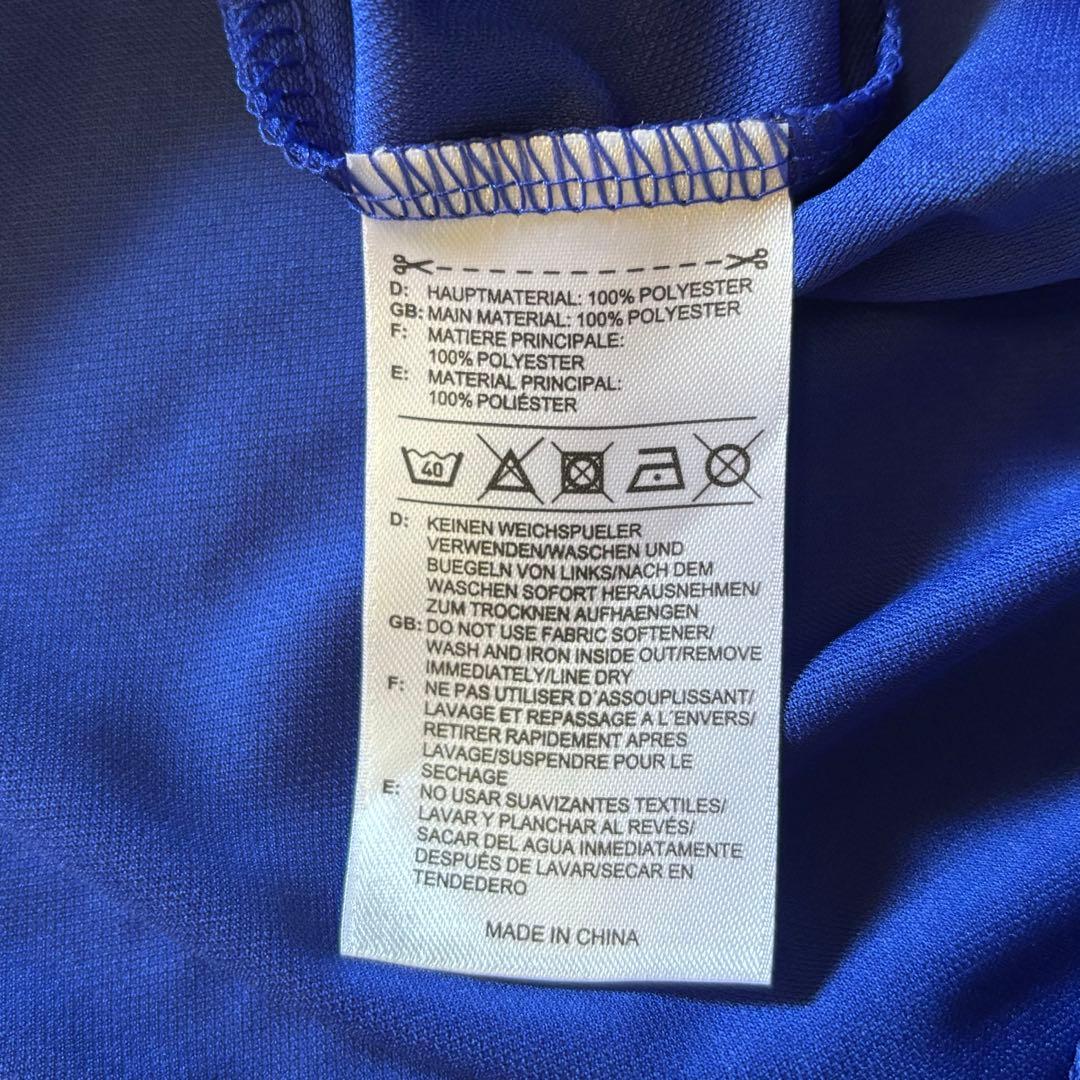 D: HAUPTMATERIAL: 100% POLYESTER
GB: MAIN MATERIAL: 100% POLYESTER
F: MATIERE PRINCIPALE:
100% POLYESTER
E: MATERIAL PRINCIPAL:
100% POLIÉSTER
40
D: KEINEN WEICHSPUELER
VERWENDEN/WASCHEN UND
BUEGELN VON LINKS/NACH DEM
WASCHEN SOFORT HERAUSNEHMEN/
ZUM TROCKNEN AUFHAENGEN
GB: DO NOT USE FABRIC SOFTENER/
WASH AND IRON INSIDE OUT/REMOVE
IMMEDIATELY/LINE DRY
F: NE PAS UTILISER D'ASSOUPLISSANT/
LAVAGE ET REPASSAGE A L'ENVERS/
RETIRER RAPIDEMENT APRES
LAVAGE/SUSPENDRE POUR LE
SECHAGE
E: NO USAR SUAVIZANTES TEXTILES/
LAVAR Y PLANCHAR AL REVÉS/
SACAR DEL AGUA INMEDIATAMENTE
DESPUÉS DE LAVAR/SECAR EN
TENDEDERO
MADE IN CHINA